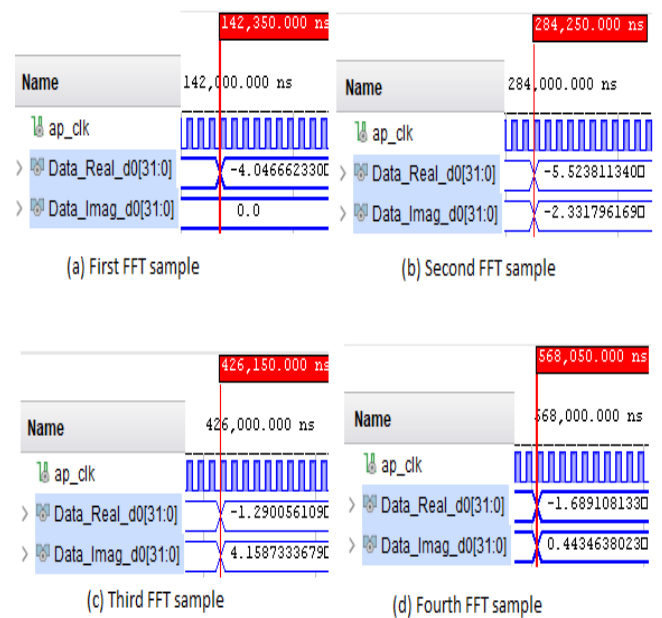 142,350.000 ns
Name
142,000.000 ns
ap_clk
Data_Real_d0[31:0]
-4.046662330
Data_Imag_d0[31:0]
0.0
(a) First FFT sample
284,250.000 ns
Name
284,000.000 ns
ap_clk
Data_Real_d0[31:0]
-5.523811340
Data_Imag_d0[31:0]
-2.331796169
(b) Second FFT sample
426,150.000 ns
Name
426,000.000 ns
ap_clk
Data_Real_d0[31:0]
-1.290056109
Data_Imag_d0[31:0]
4.1587333679
(c) Third FFT sample
568,050.000 ns
Name
568,000.000 ns
ap_clk
Data_Real_d0[31:0]
-1.689108133
Data_Imag_d0[31:0]
0.4434638023
(d) Fourth FFT sample